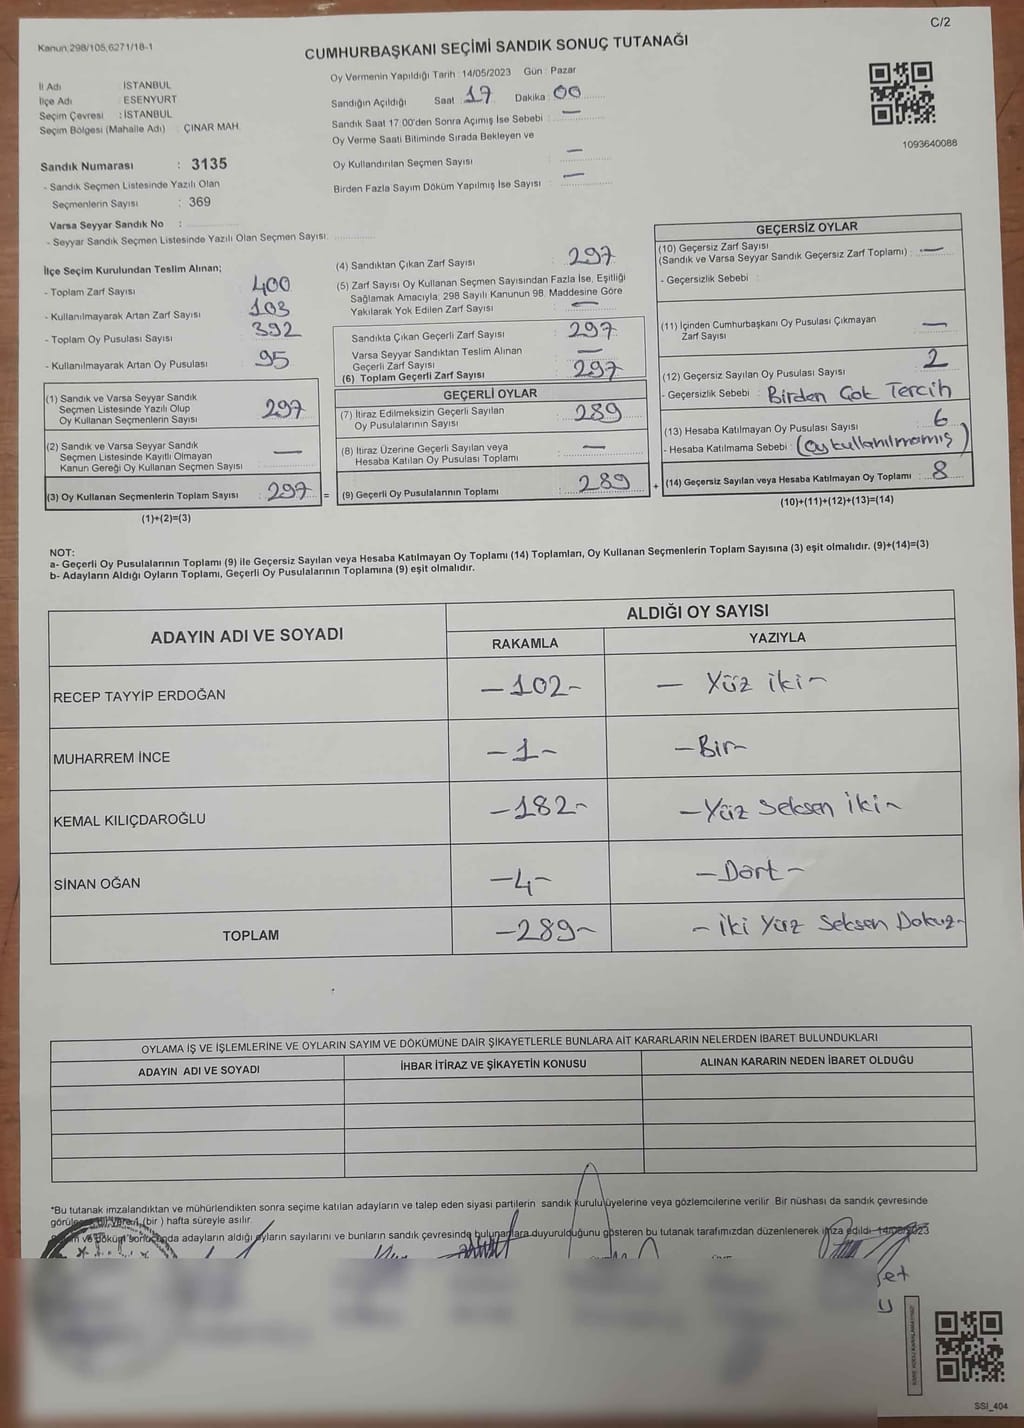 C/2
Kanun:298/105,6271/18-1
CUMHURBAŞKANI SEÇİMİ SANDIK SONUÇ TUTANAĞI
İl Adı : İSTANBUL
İlçe Adı : ESENYURT
Seçim Çevresi : İSTANBUL
Seçim Bölgesi (Mahalle Adı) : ÇINAR MAH.
Oy Vermenin Yapıldığı Tarih : 14/05/2023 Gün : Pazar
Sandığın Açıldığı Saat : 17 Dakika : 00
Sandık Saat 17:00'den Sonra Açımış İse Sebebi : —
Oy Verme Saati Bitiminde Sırada Bekleyen ve
Oy Kullandırılan Seçmen Sayısı : —
Birden Fazla Sayım Döküm Yapılmış İse Sayısı : —
1093640088
Sandık Numarası : 3135
- Sandık Seçmen Listesinde Yazılı Olan
Seçmenlerin Sayısı : 369
Varsa Seyyar Sandık No :
- Seyyar Sandık Seçmen Listesinde Yazılı Olan Seçmen Sayısı:
İlçe Seçim Kurulundan Teslim Alınan;
- Toplam Zarf Sayısı : 400
- Kullanılmayarak Artan Zarf Sayısı : 103
- Toplam Oy Pusulası Sayısı : 392
- Kullanılmayarak Artan Oy Pusulası : 95
(1) Sandık ve Varsa Seyyar Sandık
Seçmen Listesinde Yazılı Olup
Oy Kullanan Seçmenlerin Sayısı : 297
(2) Sandık ve Varsa Seyyar Sandık
Seçmen Listesinde Kayıtlı Olmayan
Kanun Gereği Oy Kullanan Seçmen Sayısı : —
(3) Oy Kullanan Seçmenlerin Toplam Sayısı : 297 =
(1)+(2)=(3)
(4) Sandıktan Çıkan Zarf Sayısı : 297
(5) Zarf Sayısı Oy Kullanan Seçmen Sayısından Fazla İse, Eşitliği
Sağlamak Amacıyla; 298 Sayılı Kanunun 98. Maddesine Göre
Yakılarak Yok Edilen Zarf Sayısı : —
Sandıkta Çıkan Geçerli Zarf Sayısı : 297
Varsa Seyyar Sandıktan Teslim Alınan
Geçerli Zarf Sayısı : —
(6) Toplam Geçerli Zarf Sayısı : 297
GEÇERLİ OYLAR
(7) İtiraz Edilmeksizin Geçerli Sayılan
Oy Pusulalarının Sayısı : 289
(8) İtiraz Üzerine Geçerli Sayılan veya
Hesaba Katılan Oy Pusulası Toplamı : —
(9) Geçerli Oy Pusulalarının Toplamı : 289 +
GEÇERSİZ OYLAR
(10) Geçersiz Zarf Sayısı
(Sandık ve Varsa Seyyar Sandık Geçersiz Zarf Toplamı) : —
- Geçersizlik Sebebi :
(11) İçinden Cumhurbaşkanı Oy Pusulası Çıkmayan
Zarf Sayısı : —
(12) Geçersiz Sayılan Oy Pusulası Sayısı : 2
- Geçersizlik Sebebi : Birden Çok Tercih
(13) Hesaba Katılmayan Oy Pusulası Sayısı : 6
- Hesaba Katılmama Sebebi : (Oy kullanılmamış)
(14) Geçersiz Sayılan veya Hesaba Katılmayan Oy Toplamı : 8
(10)+(11)+(12)+(13)=(14)
NOT:
a- Geçerli Oy Pusulalarının Toplamı (9) ile Geçersiz Sayılan veya Hesaba Katılmayan Oy Toplamı (14) Toplamları, Oy Kullanan Seçmenlerin Toplam Sayısına (3) eşit olmalıdır. (9)+(14)=(3)
b- Adayların Aldığı Oyların Toplamı, Geçerli Oy Pusulalarının Toplamına (9) eşit olmalıdır.
ADAYIN ADI VE SOYADI
ALDIĞI OY SAYISI
RAKAMLA YAZIYLA
RECEP TAYYİP ERDOĞAN -102- - Yüz iki -
MUHARREM İNCE -1- -Bir-
KEMAL KILIÇDAROĞLU -182- -Yüz Seksen iki-
SİNAN OĞAN -4- -Dört-
TOPLAM -289- - iki Yüz Seksen Dokuz-
OYLAMA İŞ VE İŞLEMLERİNE VE OYLARIN SAYIM VE DÖKÜMÜNE DAİR ŞİKAYETLERLE BUNLARA AİT KARARLARIN NELERDEN İBARET BULUNDUKLARI
ADAYIN ADI VE SOYADI İHBAR İTİRAZ VE ŞİKAYETİN KONUSU ALINAN KARARIN NEDEN İBARET OLDUĞU
*Bu tutanak imzalandıktan ve mühürlendikten sonra seçime katılan adayların ve talep eden siyasi partilerin sandık kurulu üyelerine veya gözlemcilerine verilir. Bir nüshası da sandık çevresinde
(bir) hafta süreyle asılır.
adayların aldığı oyların sayılarını ve bunların sandık çevresinde bulunanlara duyurulduğunu gösteren bu tutanak tarafımızdan düzenlenerek imza edildi. 14/05/2023
SSİ_404